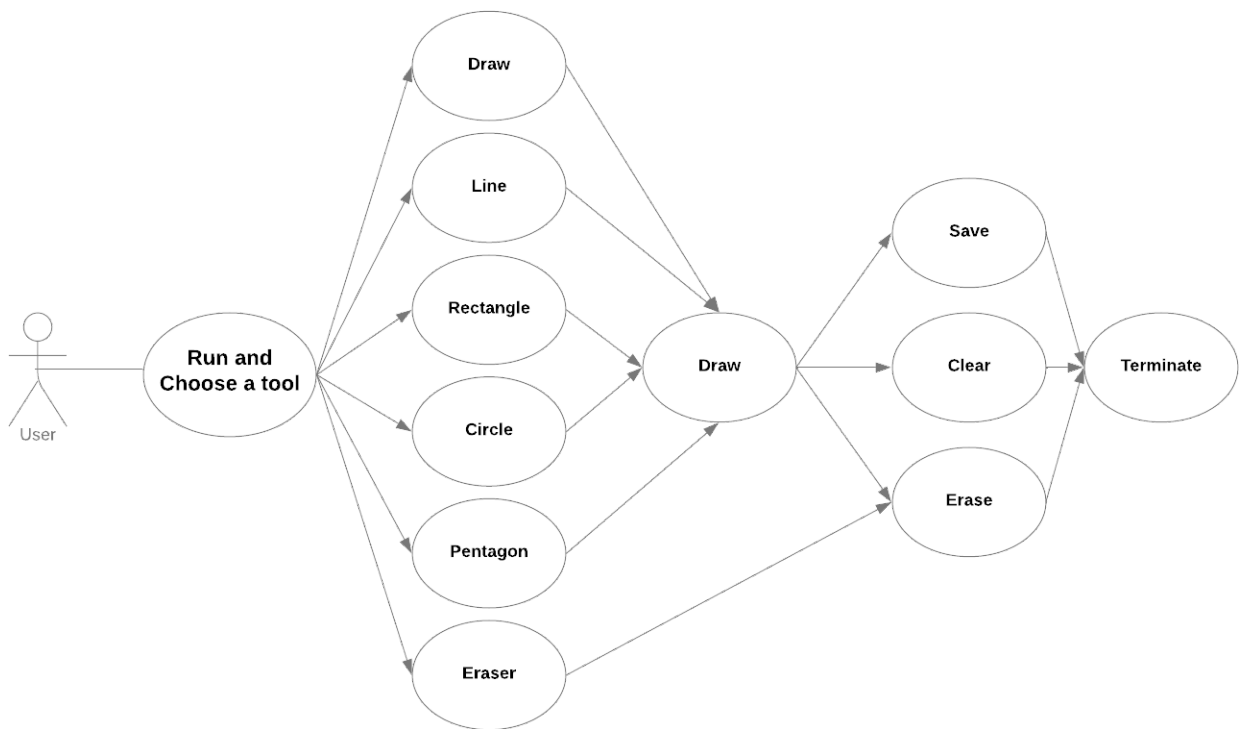 Draw
Line
Rectangle
Circle
Pentagon
Eraser
User
Run and
Choose a tool
Draw
Save
Clear
Erase
Terminate